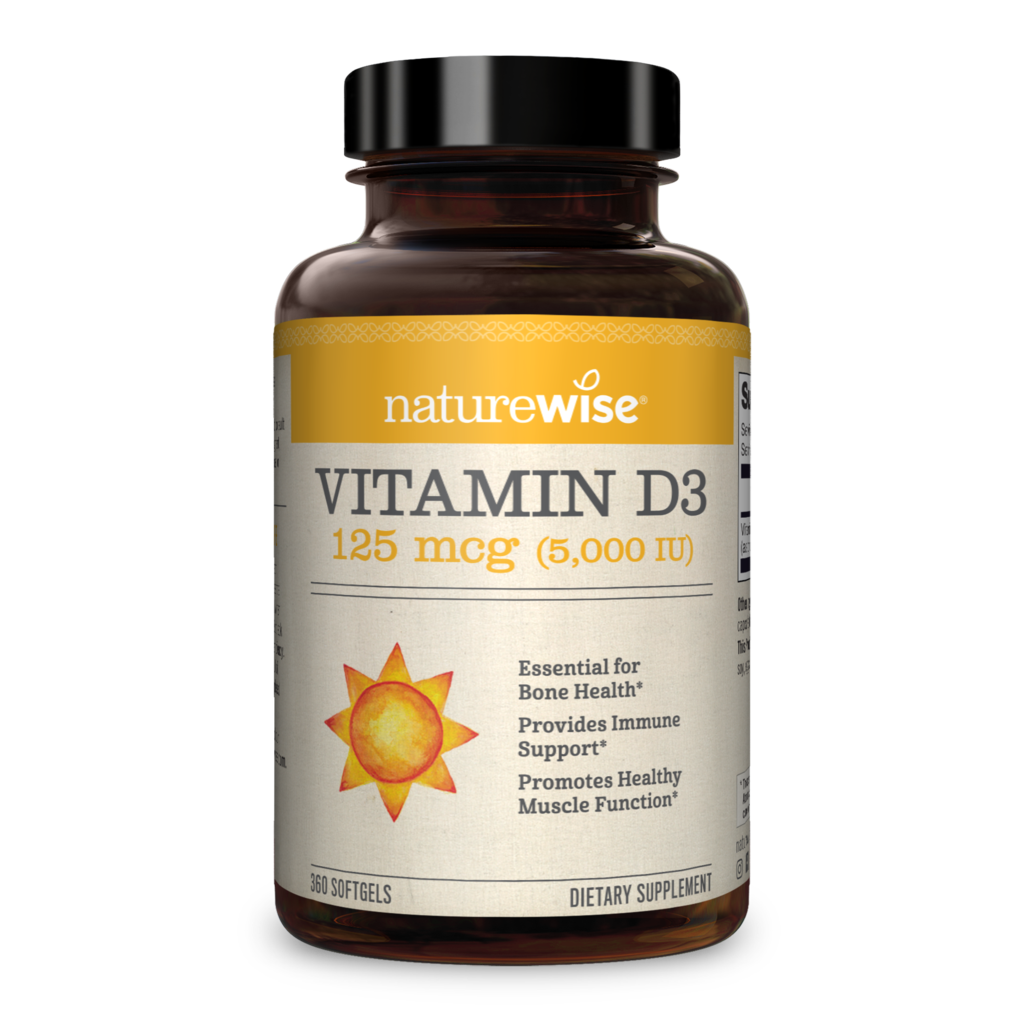 naturewise®
VITAMIN D3
125 mcg (5,000 IU)
Essential for
Bone Health*
Provides Immune
Support*
Promotes Healthy
Muscle Function*
360 SOFTGELS
DIETARY SUPPLEMENT